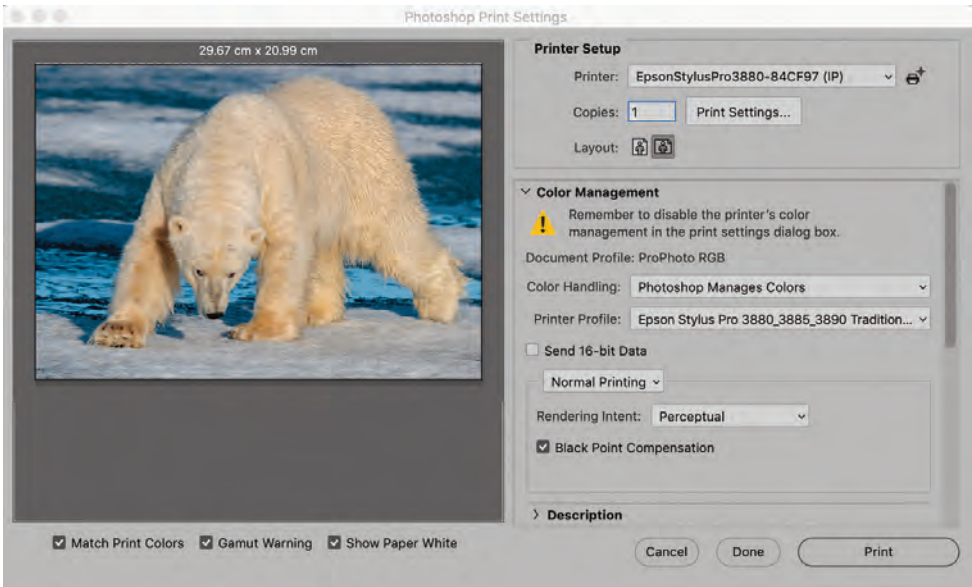 Photoshop Print Settings
29.67 cm x 20.99 cm
Printer Setup
Printer: EpsonStylusPro3880-84CF97 (IP)
Copies: 1 Print Settings...
Layout:
Color Management
Remember to disable the printer's color
management in the print settings dialog box.
Document Profile: ProPhoto RGB
Color Handling: Photoshop Manages Colors
Printer Profile: Epson Stylus Pro 3880_3885_3890 Tradition...
Send 16-bit Data
Normal Printing
Rendering Intent: Perceptual
Black Point Compensation
Description
Match Print Colors Gamut Warning Show Paper White
Cancel Done Print